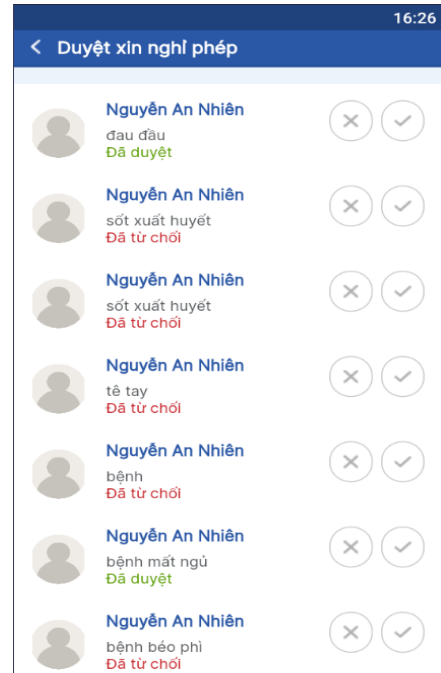 16:26
Duyệt xin nghỉ phép
Nguyễn An Nhiên
đau đầu
Đã duyệt
Nguyễn An Nhiên
sốt xuất huyết
Đã từ chối
Nguyễn An Nhiên
sốt xuất huyết
Đã từ chối
Nguyễn An Nhiên
tê tay
Đã từ chối
Nguyễn An Nhiên
bệnh
Đã từ chối
Nguyễn An Nhiên
bệnh mất ngủ
Đã duyệt
Nguyễn An Nhiên
bệnh béo phì
Đã từ chối